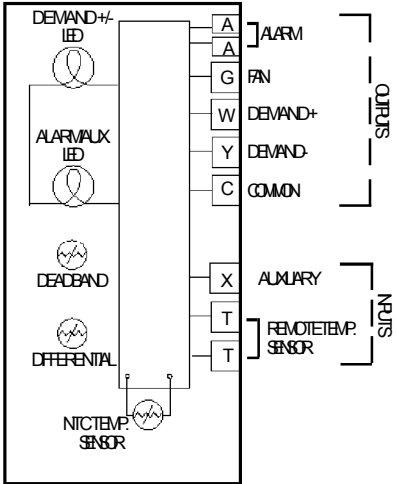 DEMAND+/-
LED
A
A
ALARM
G FAN
W DEMAND+
ALARM/AUX
LED
Y DEMAND-
C COMMON
OUTPUTS
DEADBAND
X AUXILIARY
T
REMOTE TEMP.
SENSOR
DIFFERENTIAL
T
INPUTS
NTC TEMP.
SENSOR